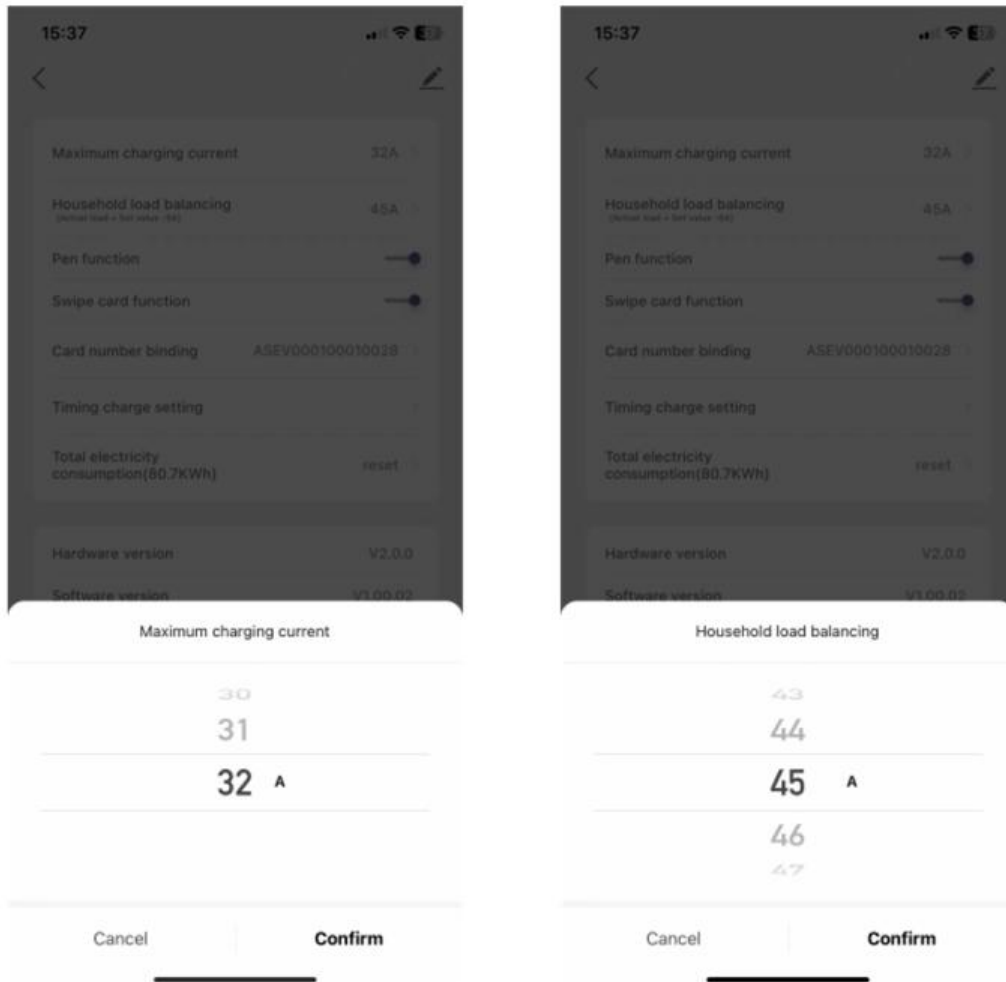 15:37
Maximum charging current 32A
Household load balancing 45A
Pen function
Swipe card function
Card number binding ASEV000100010028
Timing charge setting
Total electricity
consumption(80.7KWh) reset
Hardware version V2.0.0
Software version V1.00.02
Maximum charging current
30
31
32 A
Cancel Confirm
15:37
Maximum charging current 32A
Household load balancing 45A
Pen function
Swipe card function
Card number binding ASEV000100010028
Timing charge setting
Total electricity
consumption(80.7KWh) reset
Hardware version V2.0.0
Software version V1.00.02
Household load balancing
43
44
45 A
46
47
Cancel Confirm